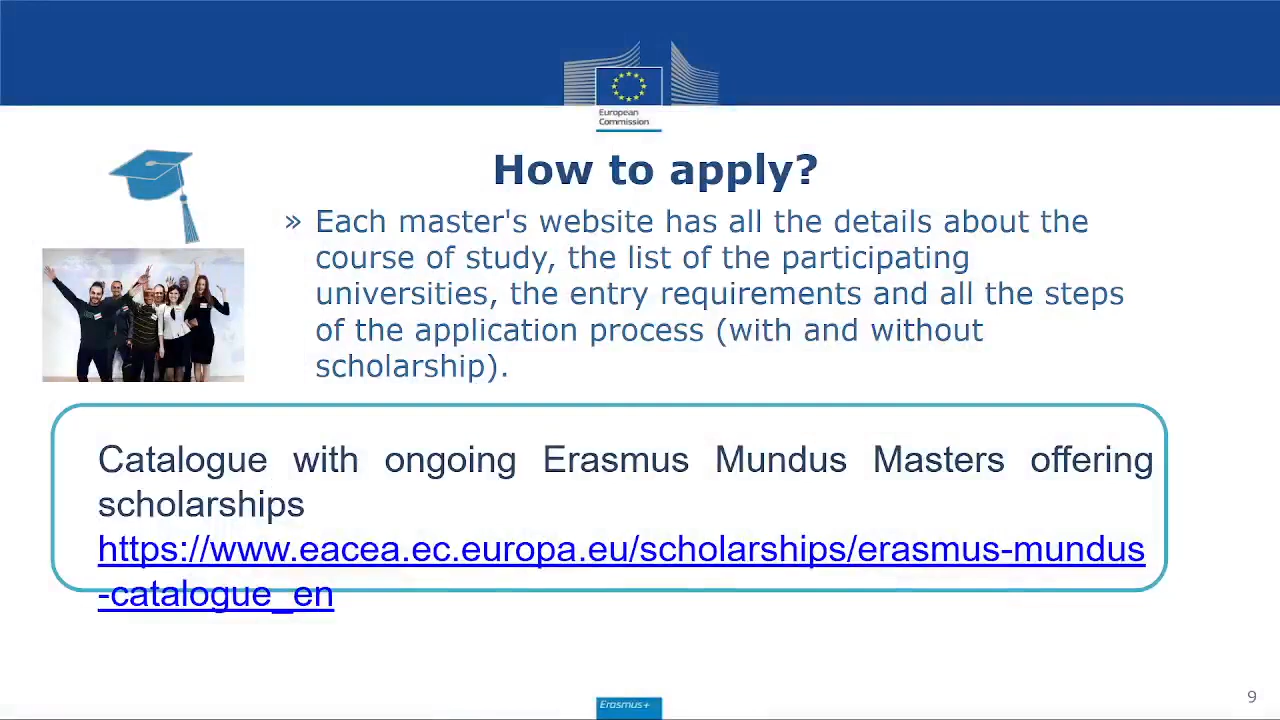 European
Commission
How to apply?
» Each master's website has all the details about the
course of study, the list of the participating
universities, the entry requirements and all the steps
of the application process (with and without
scholarship).
Catalogue with ongoing Erasmus Mundus Masters offering
scholarships
https://www.eacea.ec.europa.eu/scholarships/erasmus-mundus
-catalogue_en
Erasmus+
9